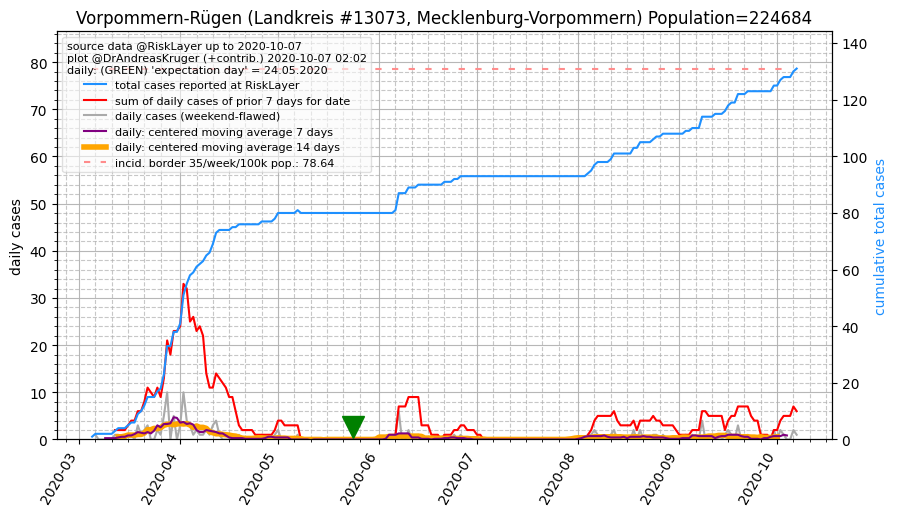 Vorpommern-Rügen (Landkreis #13073, Mecklenburg-Vorpommern) Population=224684
source data @RiskLayer up to 2020-10-07
plot @DrAndreasKruger (+contrib.) 2020-10-07 02:02
daily: (GREEN) 'expectation day' = 24.05.2020
total cases reported at RiskLayer
sum of daily cases of prior 7 days for date
daily cases (weekend-flawed)
daily: centered moving average 7 days
daily: centered moving average 14 days
incid. border 35/week/100k pop.: 78.64
daily cases
80
70
60
50
40
30
20
10
0
140
120
100
80
60
40
20
0
cumulative total cases
2020-03
2020-04
2020-05
2020-06
2020-07
2020-08
2020-09
2020-10